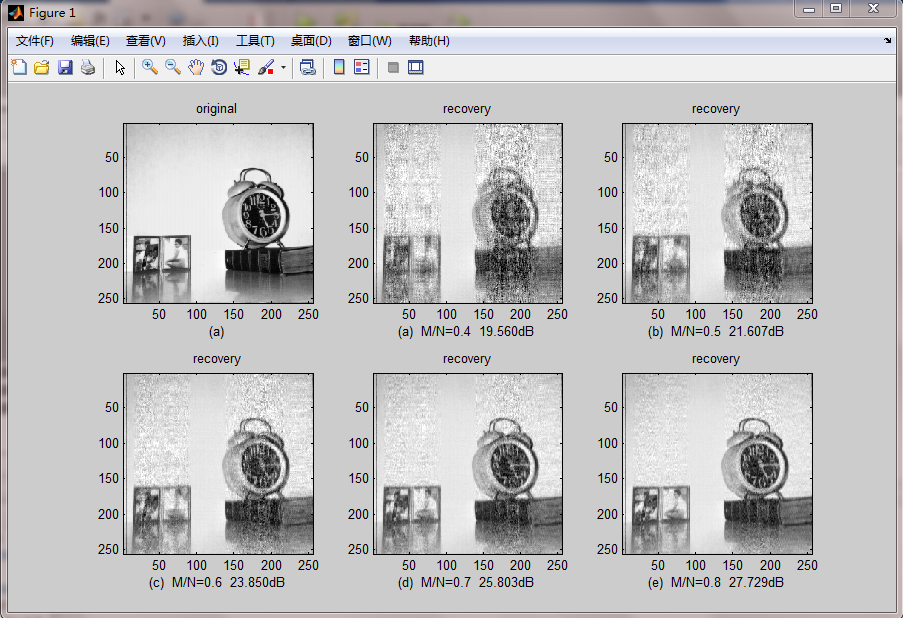 Figure 1
文件(F) 编辑(E) 查看(V) 插入(I) 工具(T) 桌面(D) 窗口(W) 帮助(H)
original
50
100
150
200
250
50 100 150 200 250
(a)
recovery
50
100
150
200
250
50 100 150 200 250
(a) M/N=0.4 19.560dB
recovery
50
100
150
200
250
50 100 150 200 250
(b) M/N=0.5 21.607dB
recovery
50
100
150
200
250
50 100 150 200 250
(c) M/N=0.6 23.850dB
recovery
50
100
150
200
250
50 100 150 200 250
(d) M/N=0.7 25.803dB
recovery
50
100
150
200
250
50 100 150 200 250
(e) M/N=0.8 27.729dB